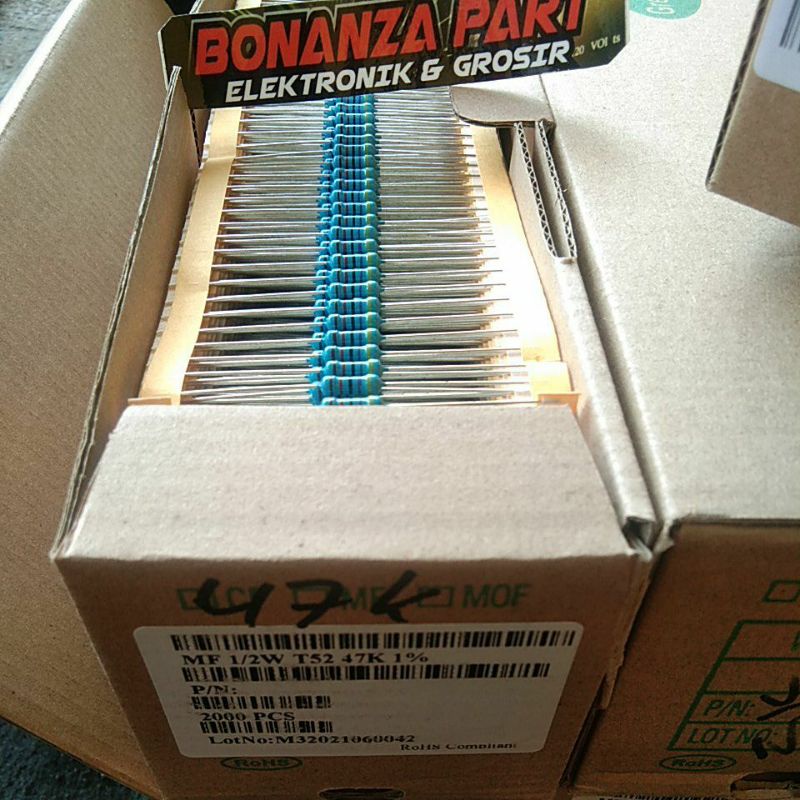 BONANZA PART
ELEKTRONIK & GROSIR
47K
MOF
MF 1/2W T52 47K 1%
P/N:
2000 PCS
LotNo:M32021060042
RoHS Compliant
RoHS
P/N:
LOT NO:
RoHS